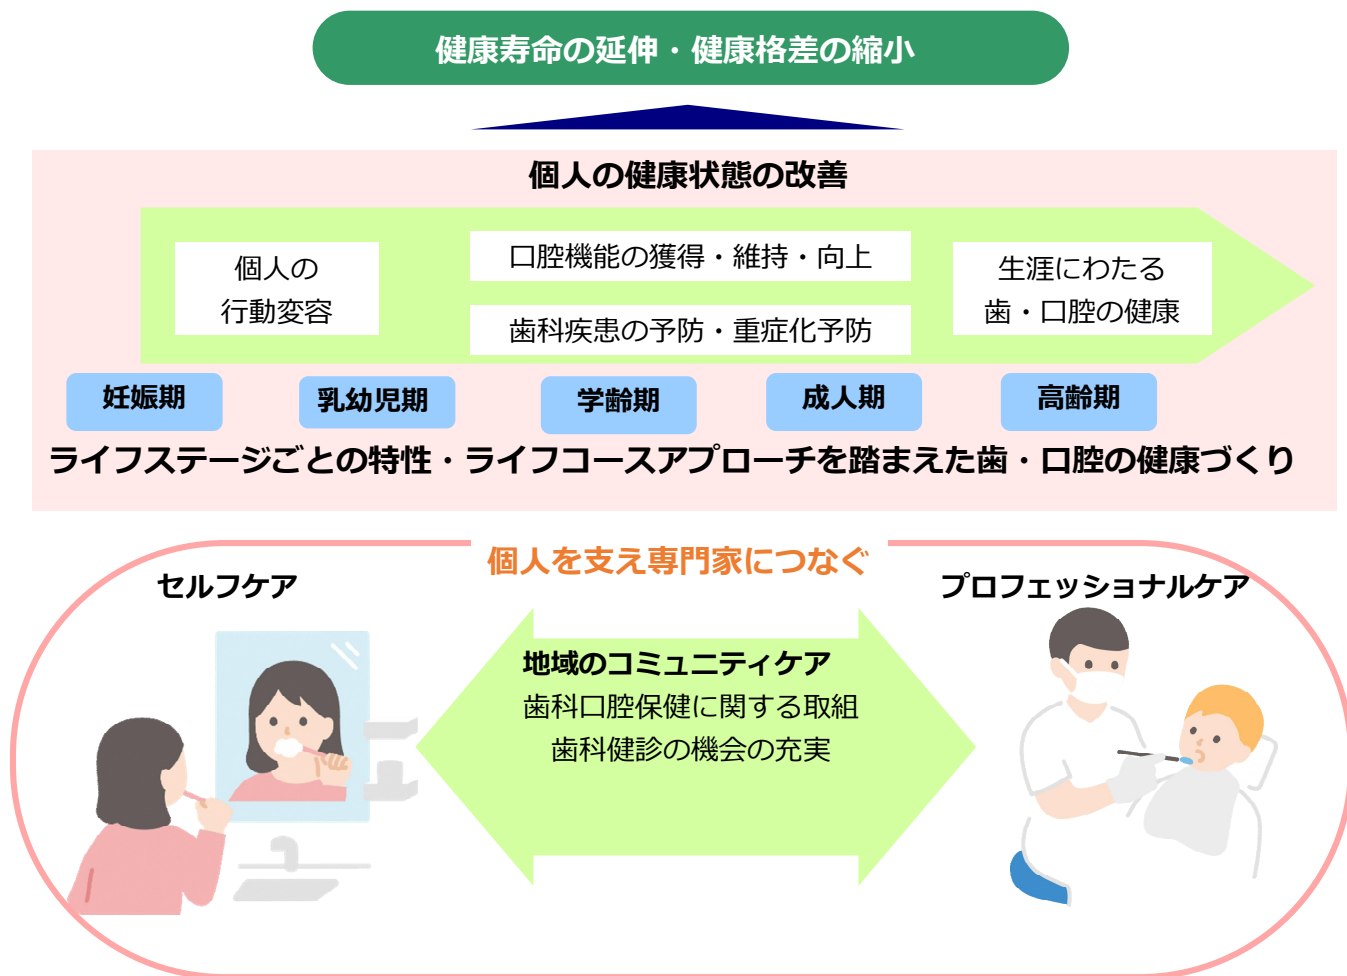 健康寿命の延伸・健康格差の縮小
個人の健康状態の改善
個人の
行動変容
口腔機能の獲得・維持・向上
歯科疾患の予防・重症化予防
生涯にわたる
歯・口腔の健康
妊娠期
乳幼児期
学齢期
成人期
高齢期
ライフステージごとの特性・ライフコースアプローチを踏まえた歯・口腔の健康づくり
個人を支え専門家につなぐ
セルフケア
プロフェッショナルケア
地域のコミュニティケア
歯科口腔保健に関する取組
歯科健診の機会の充実